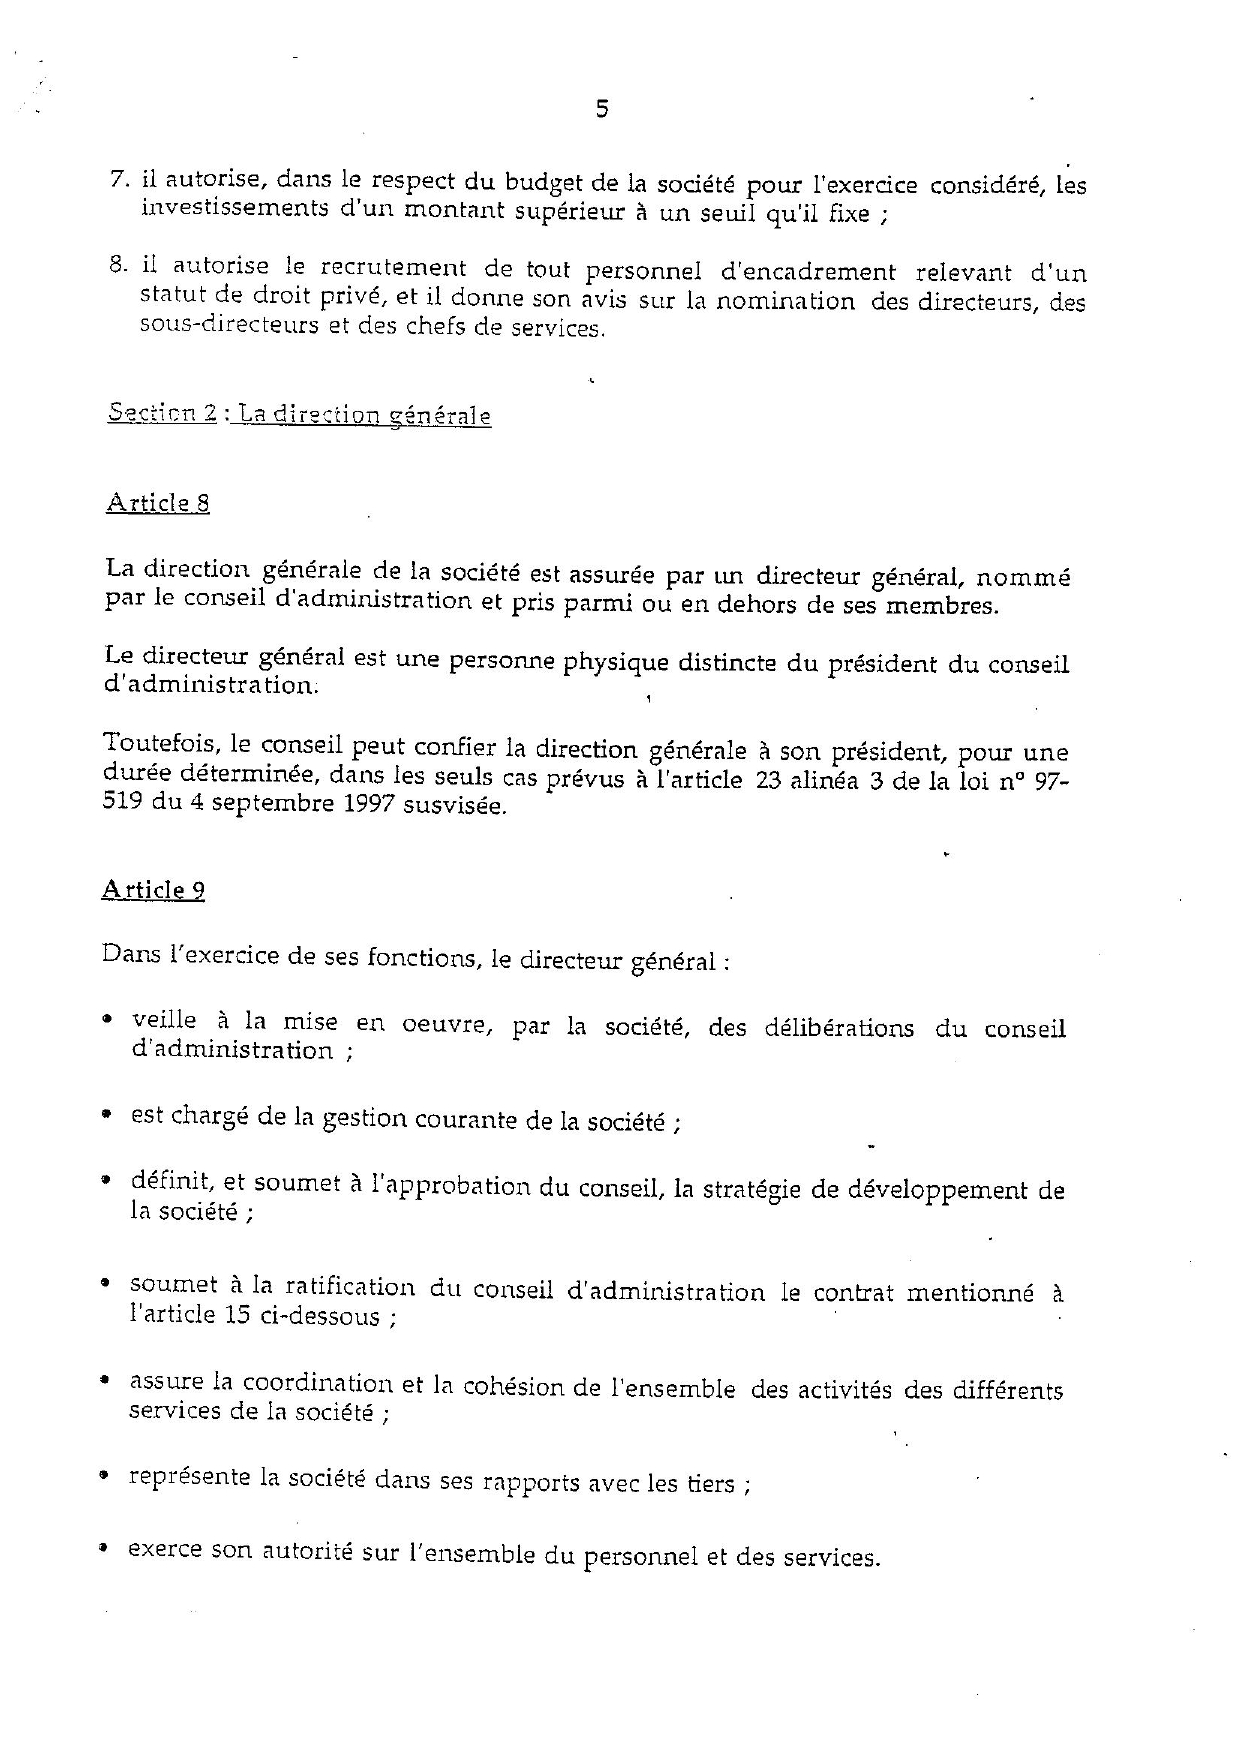 5
7. il autorise, dans le respect du budget de la société pour l'exercice considéré, les
investissements d'un montant supérieur à un seuil qu'il fixe ;
8. il autorise le recrutement de tout personnel d'encadrement relevant d'un
statut de droit privé, et il donne son avis sur la nomination des directeurs, des
sous-directeurs et des chefs de services.
Section 2 : La direction générale
Article 8
La direction générale de la société est assurée par un directeur général, nommé
par le conseil d'administration et pris parmi ou en dehors de ses membres.
Le directeur général est une personne physique distincte du président du conseil
d'administration.
Toutefois, le conseil peut confier la direction générale à son président, pour une
durée déterminée, dans les seuls cas prévus à l'article 23 alinéa 3 de la loi n° 97-
519 du 4 septembre 1997 susvisée.
Article 9
Dans l'exercice de ses fonctions, le directeur général :
• veille à la mise en oeuvre, par la société, des délibérations du conseil
d'administration ;
• est chargé de la gestion courante de la société ;
• définit, et soumet à l'approbation du conseil, la stratégie de développement de
la société ;
• soumet à la ratification du conseil d'administration le contrat mentionné à
l'article 15 ci-dessous ;
• assure la coordination et la cohésion de l'ensemble des activités des différents
services de la société ;
• représente la société dans ses rapports avec les tiers ;
• exerce son autorité sur l'ensemble du personnel et des services.